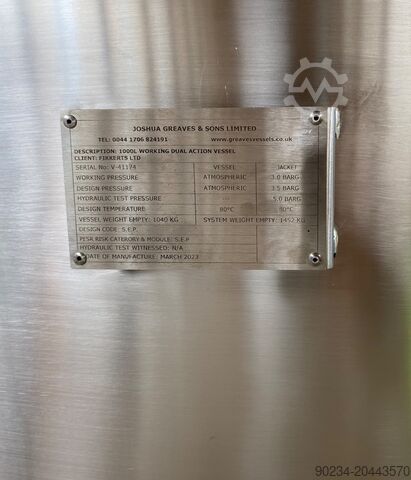 JOSHUA GREAVES & SONS LIMITED
TEL: 0044 1706 824191 www.greavesvessels.co.uk
DESCRIPTION: 1000L WORKING DUAL ACTION VESSEL
CLIENT: FIKKERTS LTD
SERIAL No: V-41174 VESSEL JACKET
WORKING PRESSURE ATMOSPHERIC 3.0 BARG
DESIGN PRESSURE ATMOSPHERIC 3.5 BARG
HYDRAULIC TEST PRESSURE 5.0 BARG
DESIGN TEMPERATURE 80°C 90°C
VESSEL WEIGHT EMPTY: 1040 KG SYSTEM WEIGHT EMPTY: 1452 KG
DESIGN CODE: S.E.P.
PESR RISK CATERORY & MODULE: S.E.P
HYDRAULIC TEST WITNESSED: N/A
DATE OF MANUFACTURE: MARCH 2023
90234-20443570